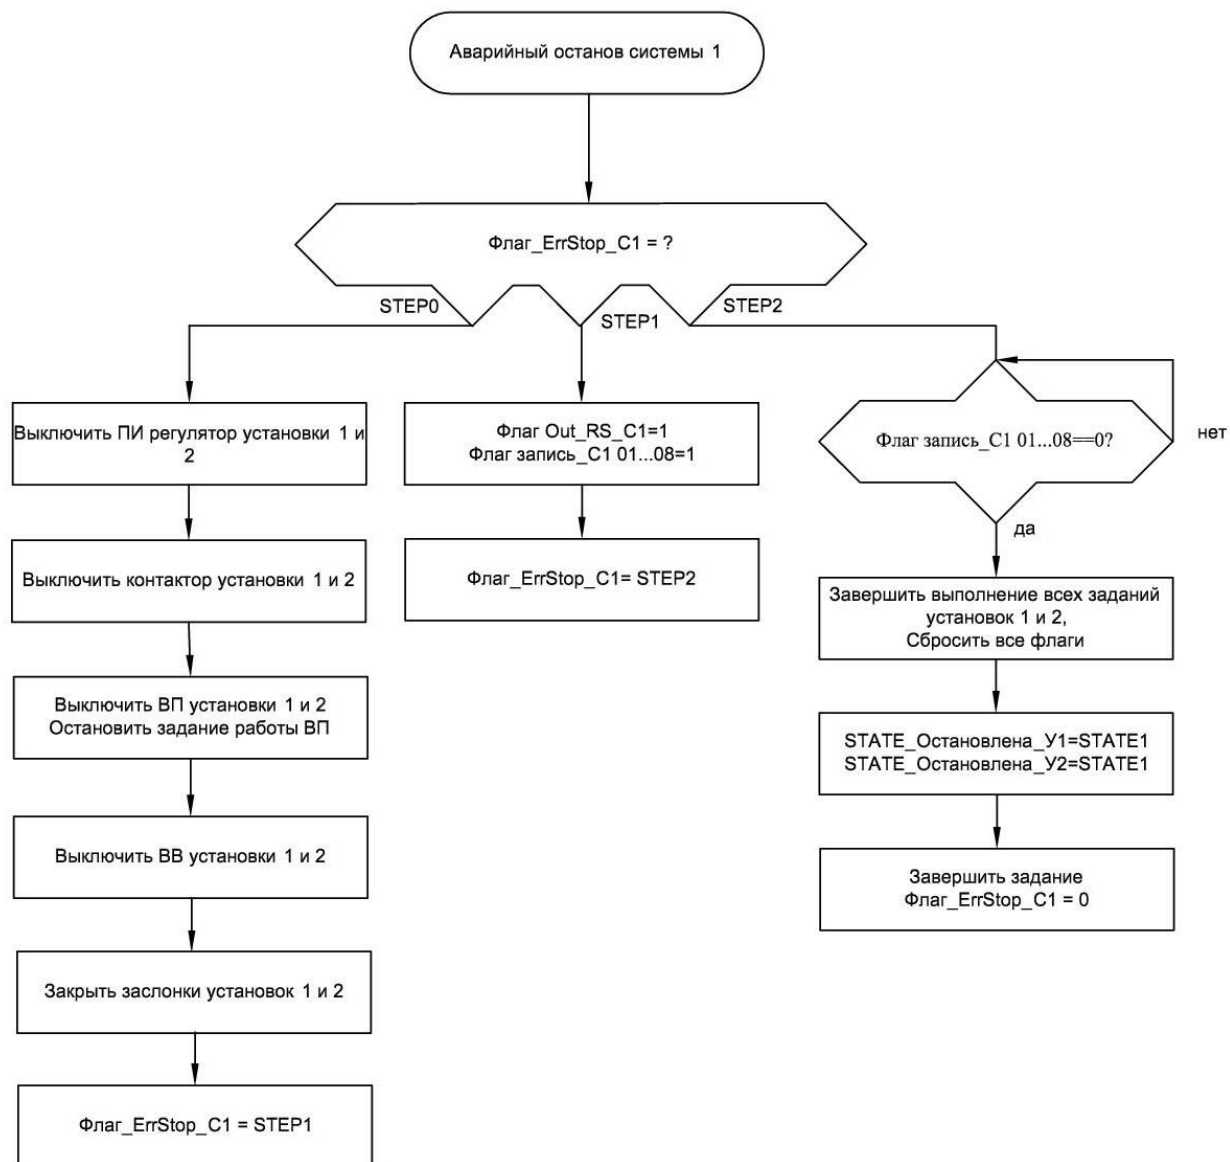 Аварийный останов системы 1
Флаг_ErrStop_C1 = ?
STEP0
STEP1
STEP2
Выключить ПИ регулятор установки 1 и
2
Выключить контактор установки 1 и 2
Выключить ВП установки 1 и 2
Остановить задание работы ВП
Выключить ВВ установки 1 и 2
Закрыть заслонки установок 1 и 2
Флаг_ErrStop_C1 = STEP1
Флаг Out_RS_C1=1
Флаг запись_C1 01...08=1
Флаг_ErrStop_C1= STEP2
Флаг запись_C1 01...08==0?
нет
да
Завершить выполнение всех заданий
установок 1 и 2,
Сбросить все флаги
STATE_Остановлена_У1=STATE1
STATE_Остановлена_У2=STATE1
Завершить задание
Флаг_ErrStop_C1 = 0